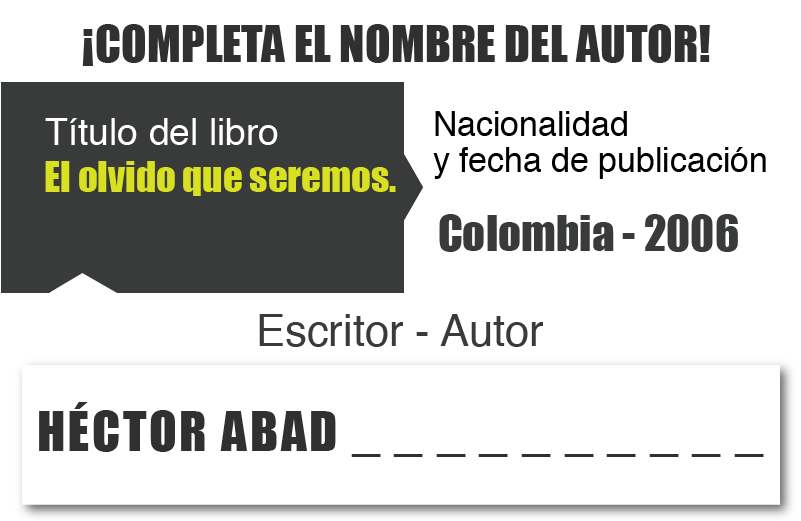 ¡COMPLETA EL NOMBRE DEL AUTOR!
Título del libro
El olvido que seremos.
Nacionalidad
y fecha de publicación
Colombia - 2006
Escritor - Autor
HÉCTOR ABAD _ _ _ _ _ _ _ _ _ _